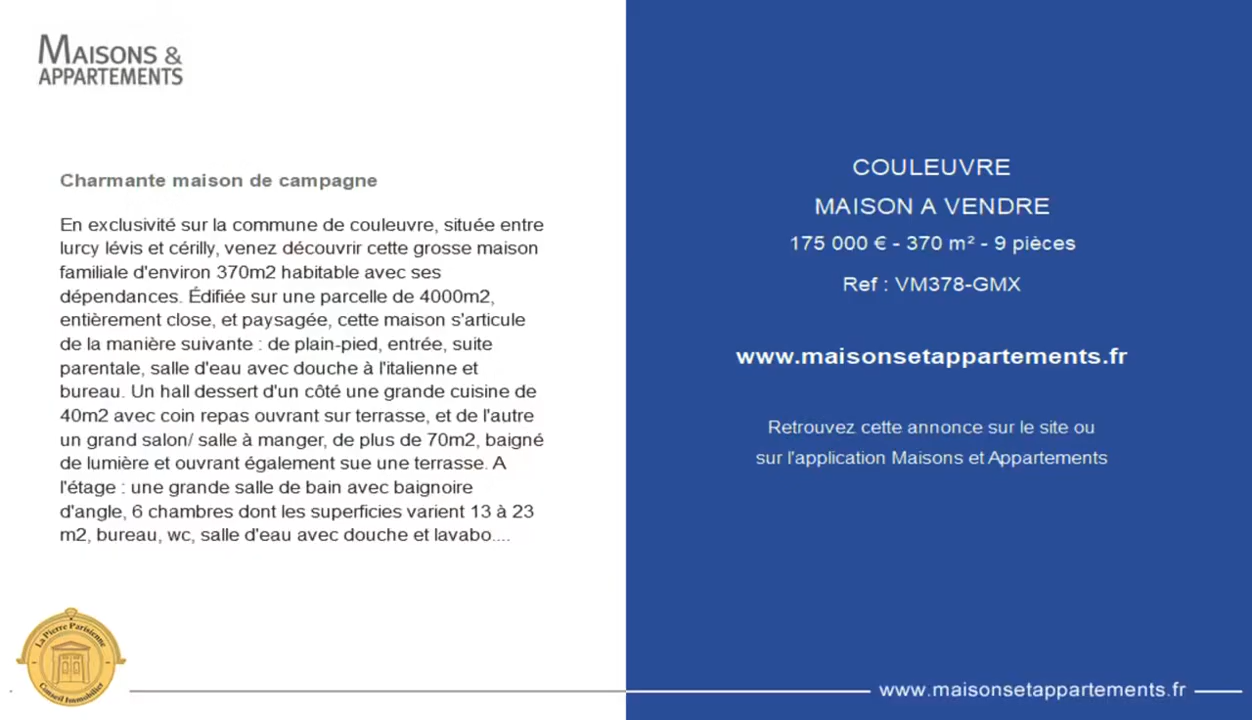 MAISONS &
APPARTEMENTS
Charmante maison de campagne
En exclusivité sur la commune de couleuvre, située entre
lurcy lévis et cérilly, venez découvrir cette grosse maison
familiale d'environ 370m2 habitable avec ses
dépendances. Édifiée sur une parcelle de 4000m2,
entièrement close, et paysagée, cette maison s'articule
de la manière suivante : de plain-pied, entrée, suite
parentale, salle d'eau avec douche à l'italienne et
bureau. Un hall dessert d'un côté une grande cuisine de
40m2 avec coin repas ouvrant sur terrasse, et de l'autre
un grand salon/ salle à manger, de plus de 70m2, baigné
de lumière et ouvrant également sue une terrasse. A
l'étage : une grande salle de bain avec baignoire
d'angle, 6 chambres dont les superficies varient 13 à 23
m2, bureau, wc, salle d'eau avec douche et lavabo....
La Pierre Parisienne
Conseil Immobilier
COULEUVRE
MAISON A VENDRE
175 000 € - 370 m² - 9 pièces
Ref : VM378-GMX
www.maisonsetappartements.fr
Retrouvez cette annonce sur le site ou
sur l'application Maisons et Appartements
www.maisonsetappartements.fr